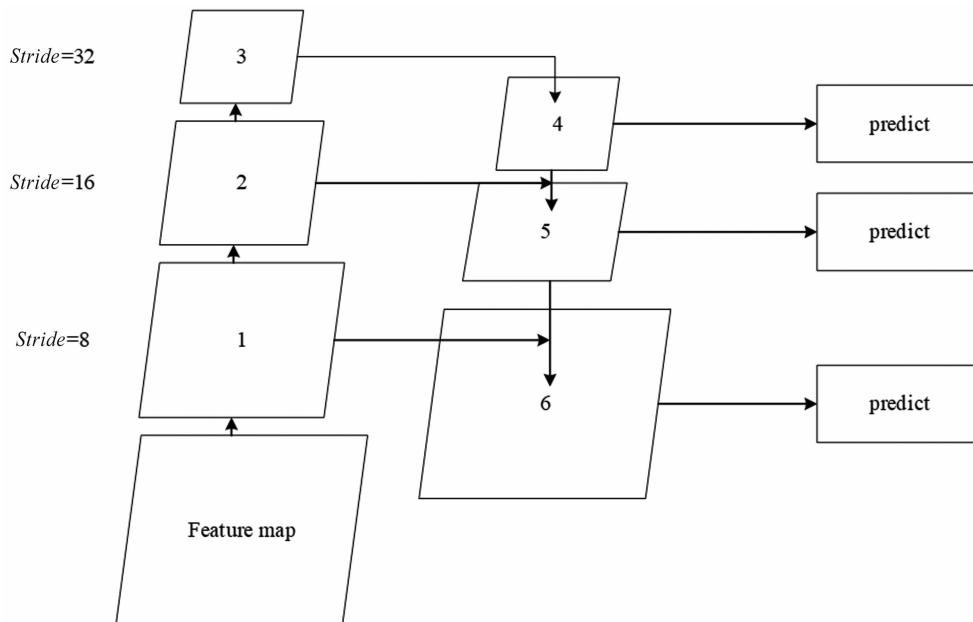 Stride=32
3
4
predict
Stride=16
2
5
predict
Stride=8
1
6
predict
Feature map